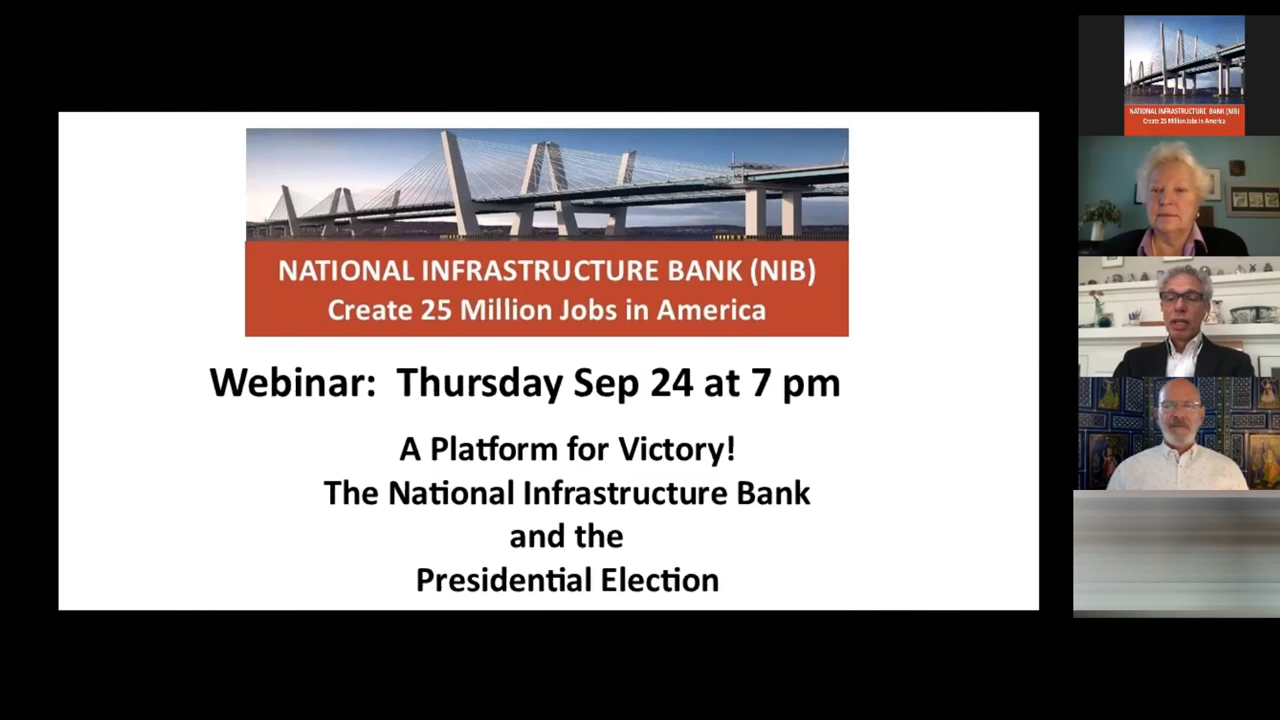 NATIONAL INFRASTRUCTURE BANK (NIB)
Create 25 Million Jobs in America
Webinar: Thursday Sep 24 at 7 pm
A Platform for Victory!
The National Infrastructure Bank
and the
Presidential Election
NATIONAL INFRASTRUCTURE BANK (NIB)
Create 25 Million Jobs in America